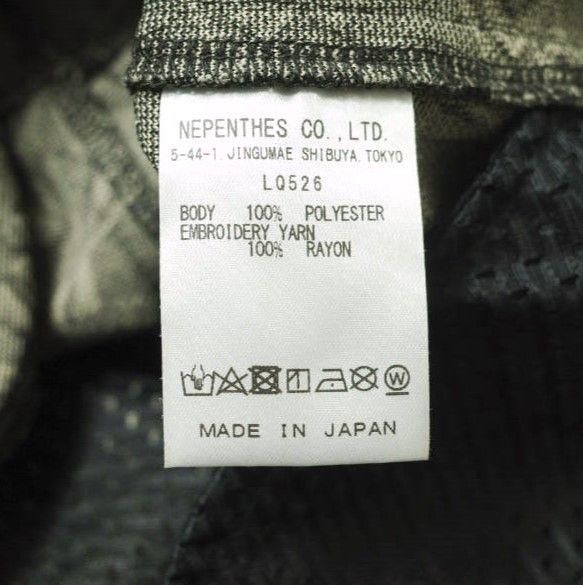 NEPENTHES CO.,LTD.
5-44-1. JINGUMAE SHIBUYA. TOKYO
LQ526
BODY 100% POLYESTER
EMBROIDERY YARN
100% RAYON
W
MADE IN JAPAN